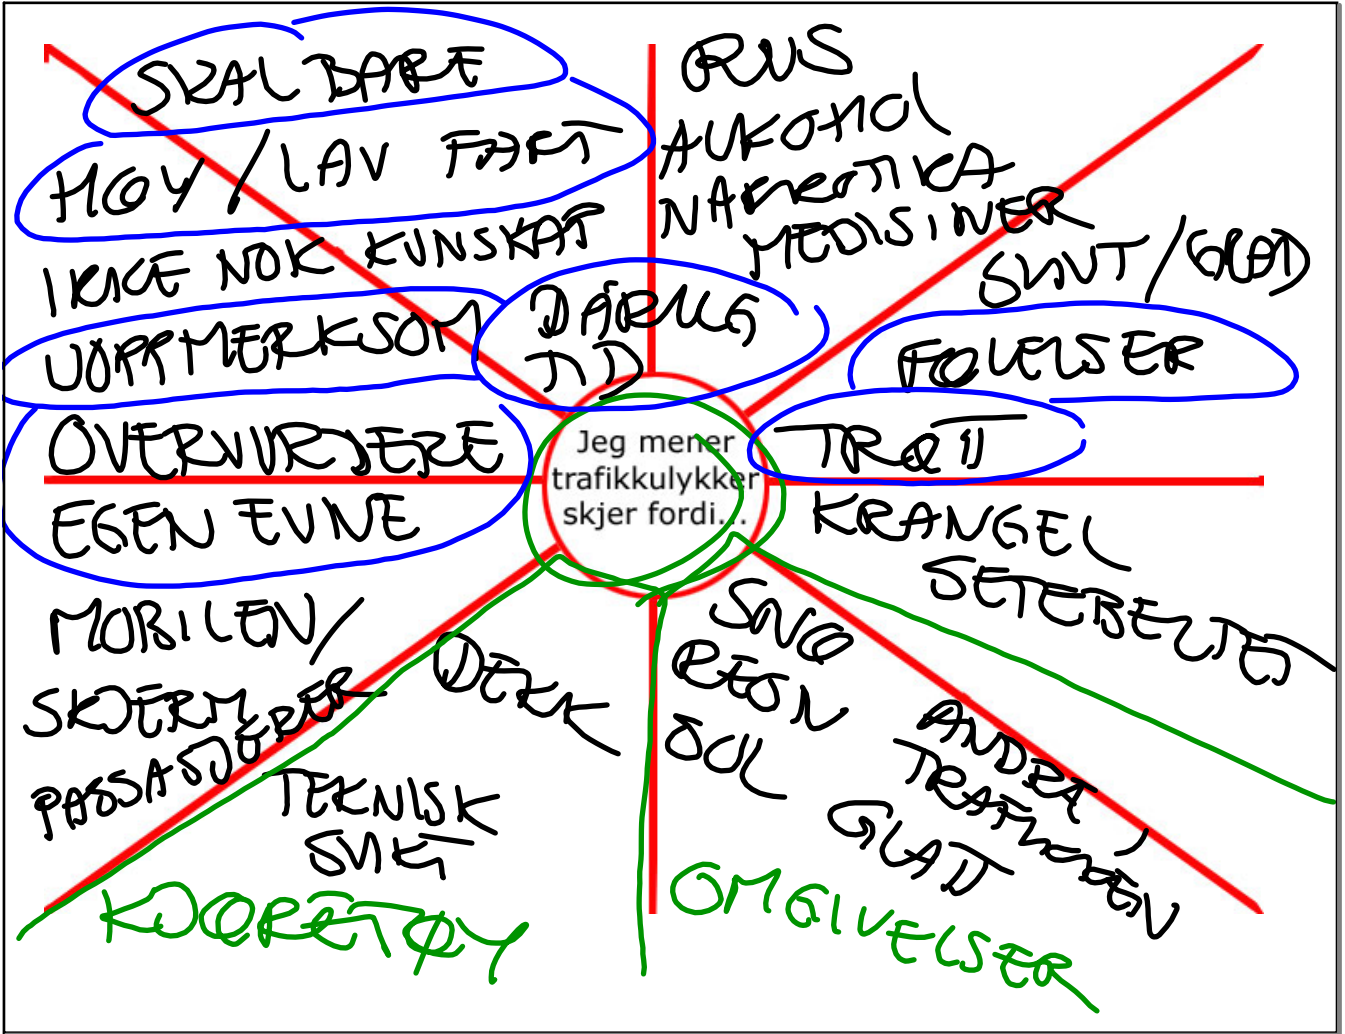 SKAL BARE
HØY / LAV FART
IKKE NOK KUNSKAT
UOPPMERKSOM
OVERVURDERE
EGEN EVNE
MOBILEN/
SKJERM
PASSASJERER
RUS
ALKOHOL
NARKOTIKA
MEDISINER
DÅRLIG
TID
SINT/GLAD
FØLELSER
TRØTT
Jeg mener
trafikkulykker
skjer fordi...
KRANGEL
SETEBELTET
DEKK
TEKNISK
SVIKT
KJØRETØY
SNØ
REGN
SOL
GLATT
ANDRE
I TRAFIKKEN
OMGIVELSER